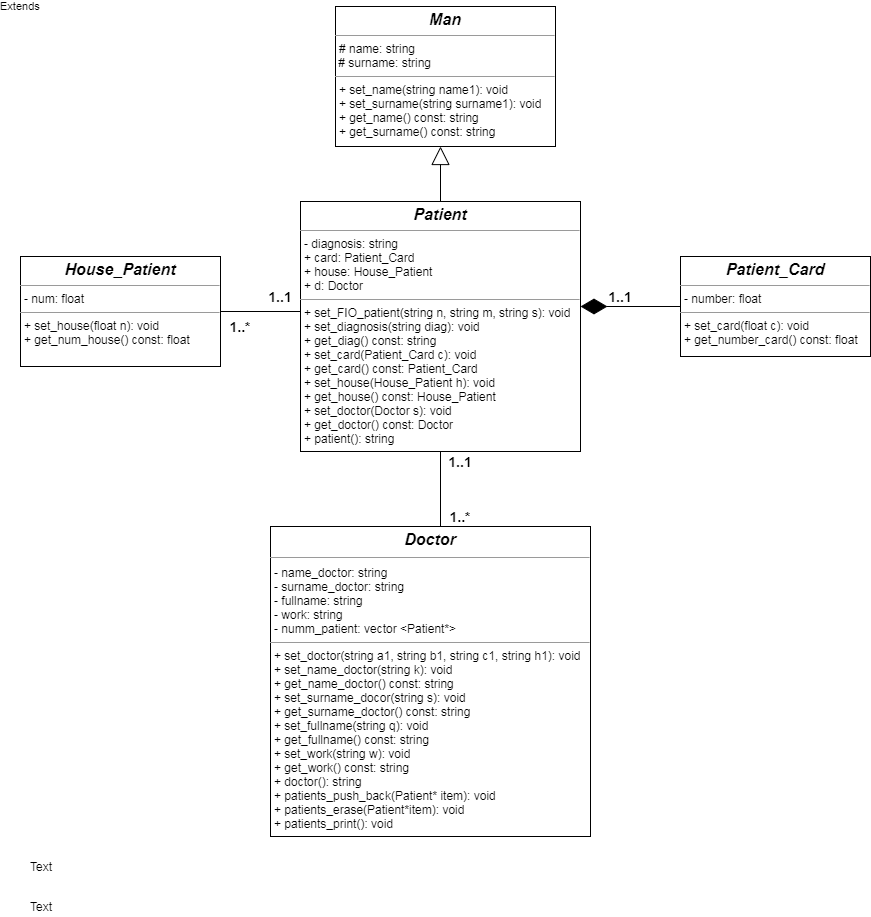 Extends
Man
# name: string
# surname: string
+ set_name(string name1): void
+ set_surname(string surname1): void
+ get_name() const: string
+ get_surname() const: string
Patient
- diagnosis: string
+ card: Patient_Card
+ house: House_Patient
+ d: Doctor
+ set_FIO_patient(string n, string m, string s): void
+ set_diagnosis(string diag): void
+ get_diag() const: string
+ set_card(Patient_Card c): void
+ get_card() const: Patient_Card
+ set_house(House_Patient h): void
+ get_house() const: House_Patient
+ set_doctor(Doctor s): void
+ get_doctor() const: Doctor
+ patient(): string
House_Patient
- num: float
+ set_house(float n): void
+ get_num_house() const: float
1..1
1..*
Patient_Card
- number: float
+ set_card(float c): void
+ get_number_card() const: float
1..1
1..1
1..*
Doctor
- name_doctor: string
- surname_doctor: string
- fullname: string
- work: string
- numm_patient: vector <Patient*>
+ set_doctor(string a1, string b1, string c1, string h1): void
+ set_name_doctor(string k): void
+ get_name_doctor() const: string
+ set_surname_docor(string s): void
+ get_surname_doctor() const: string
+ set_fullname(string q): void
+ get_fullname() const: string
+ set_work(string w): void
+ get_work() const: string
+ doctor(): string
+ patients_push_back(Patient* item): void
+ patients_erase(Patient*item): void
+ patients_print(): void
Text
Text